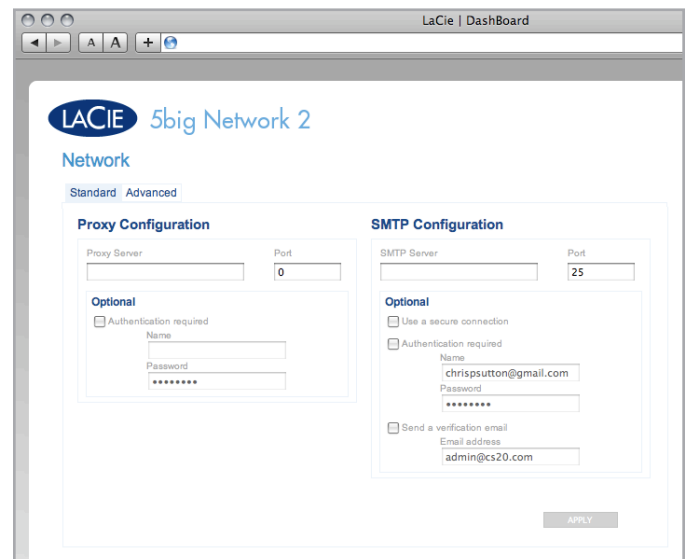 LaCie | DashBoard
A A +
LACIE 5big Network 2
Network
Standard Advanced
Proxy Configuration
Proxy Server Port
0
Optional
Authentication required
Name
Password
••••••••
SMTP Configuration
SMTP Server Port
25
Optional
Use a secure connection
Authentication required
Name
chrispsutton@gmail.com
Password
••••••••
Send a verification email
Email address
admin@cs20.com
APPLY